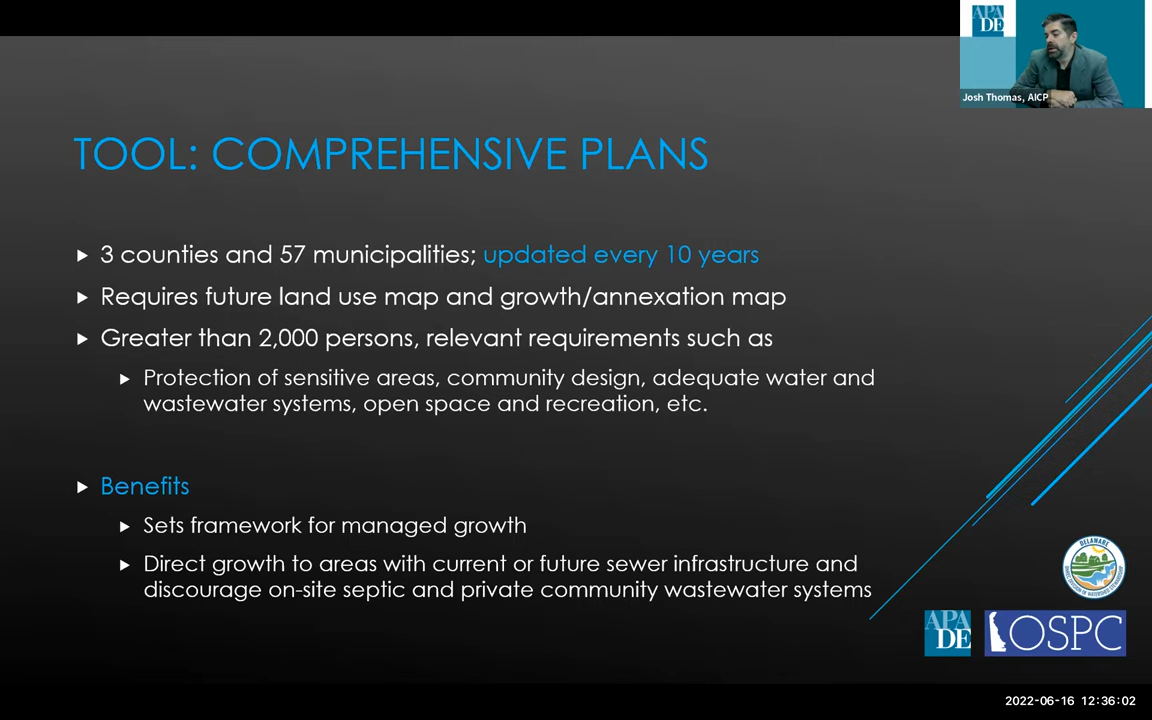 APA
DE
Josh Thomas, AICP
TOOL: COMPREHENSIVE PLANS
3 counties and 57 municipalities; updated every 10 years
Requires future land use map and growth/annexation map
Greater than 2,000 persons, relevant requirements such as
Protection of sensitive areas, community design, adequate water and
wastewater systems, open space and recreation, etc.
Benefits
Sets framework for managed growth
Direct growth to areas with current or future sewer infrastructure and
discourage on-site septic and private community wastewater systems
DELAWARE
APA
DE
OSPC
2022-06-16 12:36:02